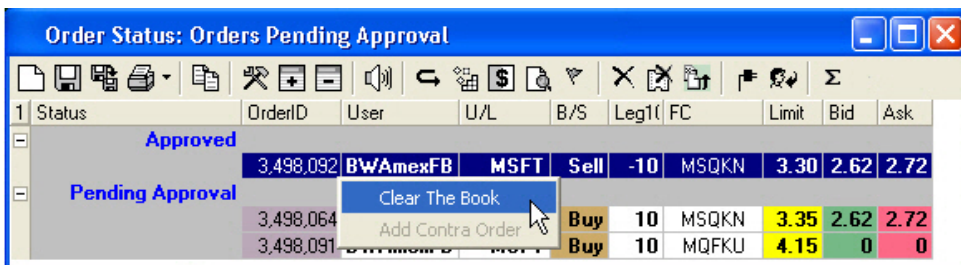 Order Status: Orders Pending Approval
1 Status OrderID User U/L B/S Leg1( FC Limit Bid Ask
Approved
3,498,092 BWAmexFB MSFT Sell -10 MSQKN 3.30 2.62 2.72
Pending Approval
Clear The Book
3,498,064 Buy 10 MSQKN 3.35 2.62 2.72
Add Contra Order
3,498,091 Buy 10 MQFKU 4.15 0 0